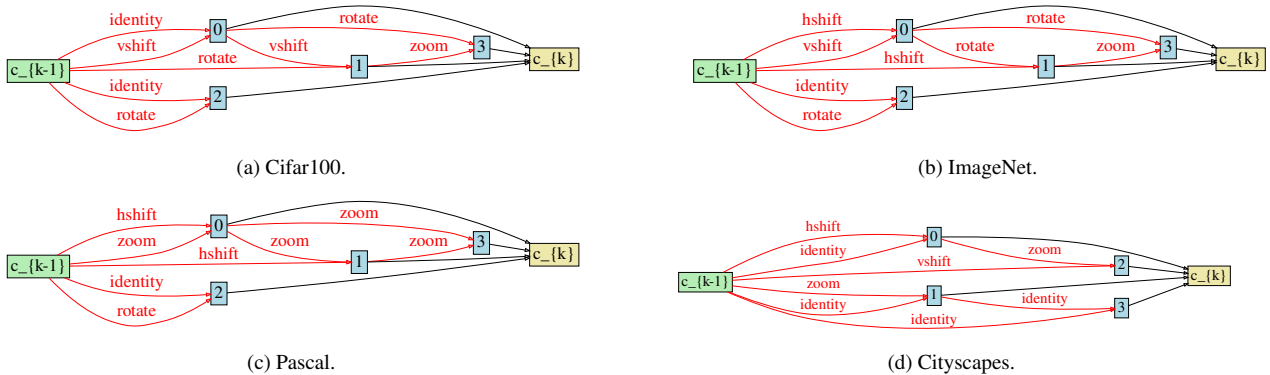 identity
vshift
rotate
identity
rotate
vshift
rotate
zoom
c_{k-1}
0
1
2
3
c_{k}
(a) Cifar100.
hshift
vshift
hshift
identity
rotate
rotate
rotate
zoom
c_{k-1}
0
1
2
3
c_{k}
(b) ImageNet.
hshift
zoom
hshift
identity
rotate
zoom
zoom
zoom
c_{k-1}
0
1
2
3
c_{k}
(c) Pascal.
hshift
identity
vshift
zoom
identity
identity
zoom
identity
c_{k-1}
0
1
2
3
c_{k}
(d) Cityscapes.